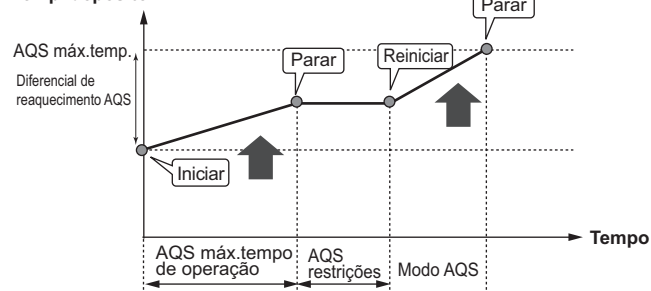 Parar
AQS máx.temp.
Parar
Reiniciar
Diferencial de
reaquecimento AQS
Iniciar
Tempo
AQS máx.tempo
de operação
AQS
restrições
Modo AQS